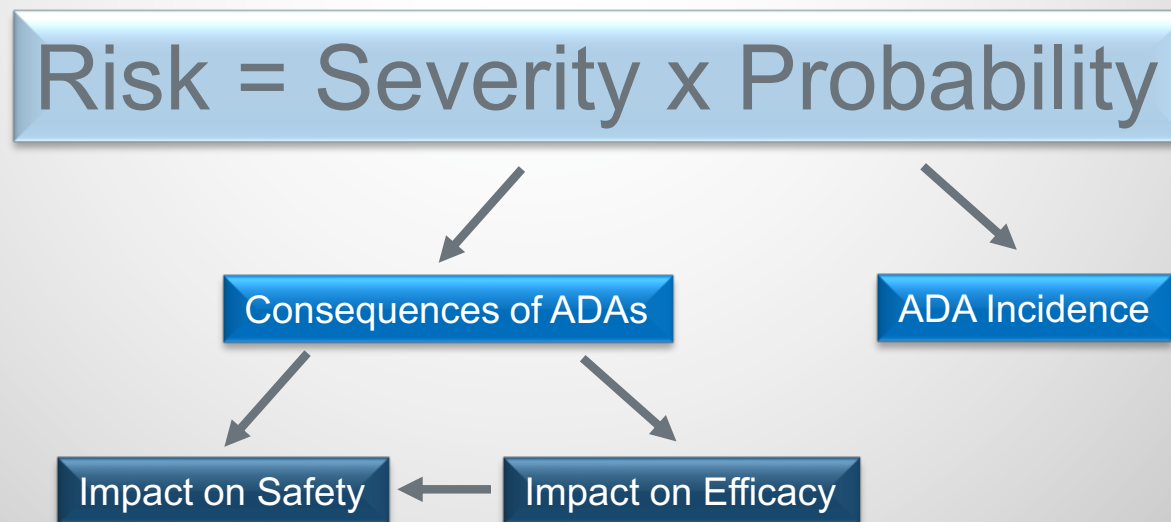 Risk = Severity x Probability
Consequences of ADAs
ADA Incidence
Impact on Safety
Impact on Efficacy